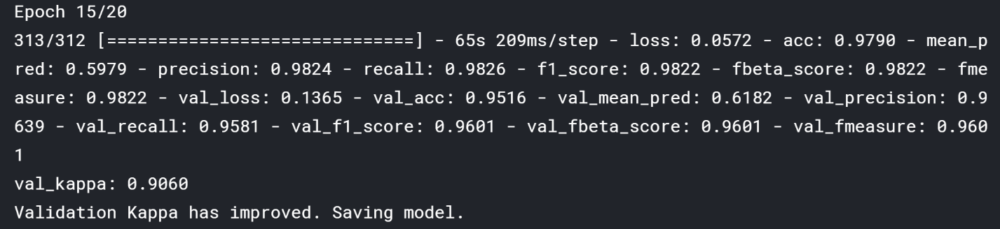 Epoch 15/20
313/312 [==============================] - 65s 209ms/step - loss: 0.0572 - acc: 0.9790 - mean_p
red: 0.5979 - precision: 0.9824 - recall: 0.9826 - f1_score: 0.9822 - fbeta_score: 0.9822 - fme
asure: 0.9822 - val_loss: 0.1365 - val_acc: 0.9516 - val_mean_pred: 0.6182 - val_precision: 0.9
639 - val_recall: 0.9581 - val_f1_score: 0.9601 - val_fbeta_score: 0.9601 - val_fmeasure: 0.960
1
val_kappa: 0.9060
Validation Kappa has improved. Saving model.